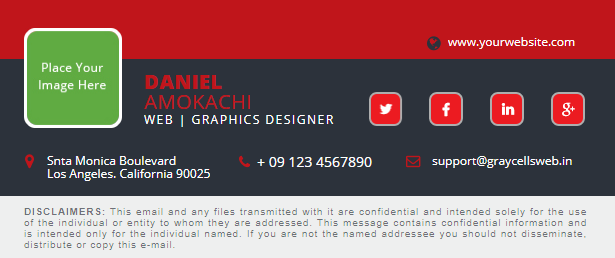 www.yourwebsite.com
Place Your
Image Here
DANIEL
AMOKACHI
WEB | GRAPHICS DESIGNER
f
in
g+
Snta Monica Boulevard
Los Angeles. California 90025
+ 09 123 4567890
support@graycellsweb.in
DISCLAIMERS: This email and any files transmitted with it are confidential and intended solely for the use
of the individual or entity to whom they are addressed. This message contains confidential information and
is intended only for the individual named. If you are not the named addressee you should not disseminate,
distribute or copy this e-mail.